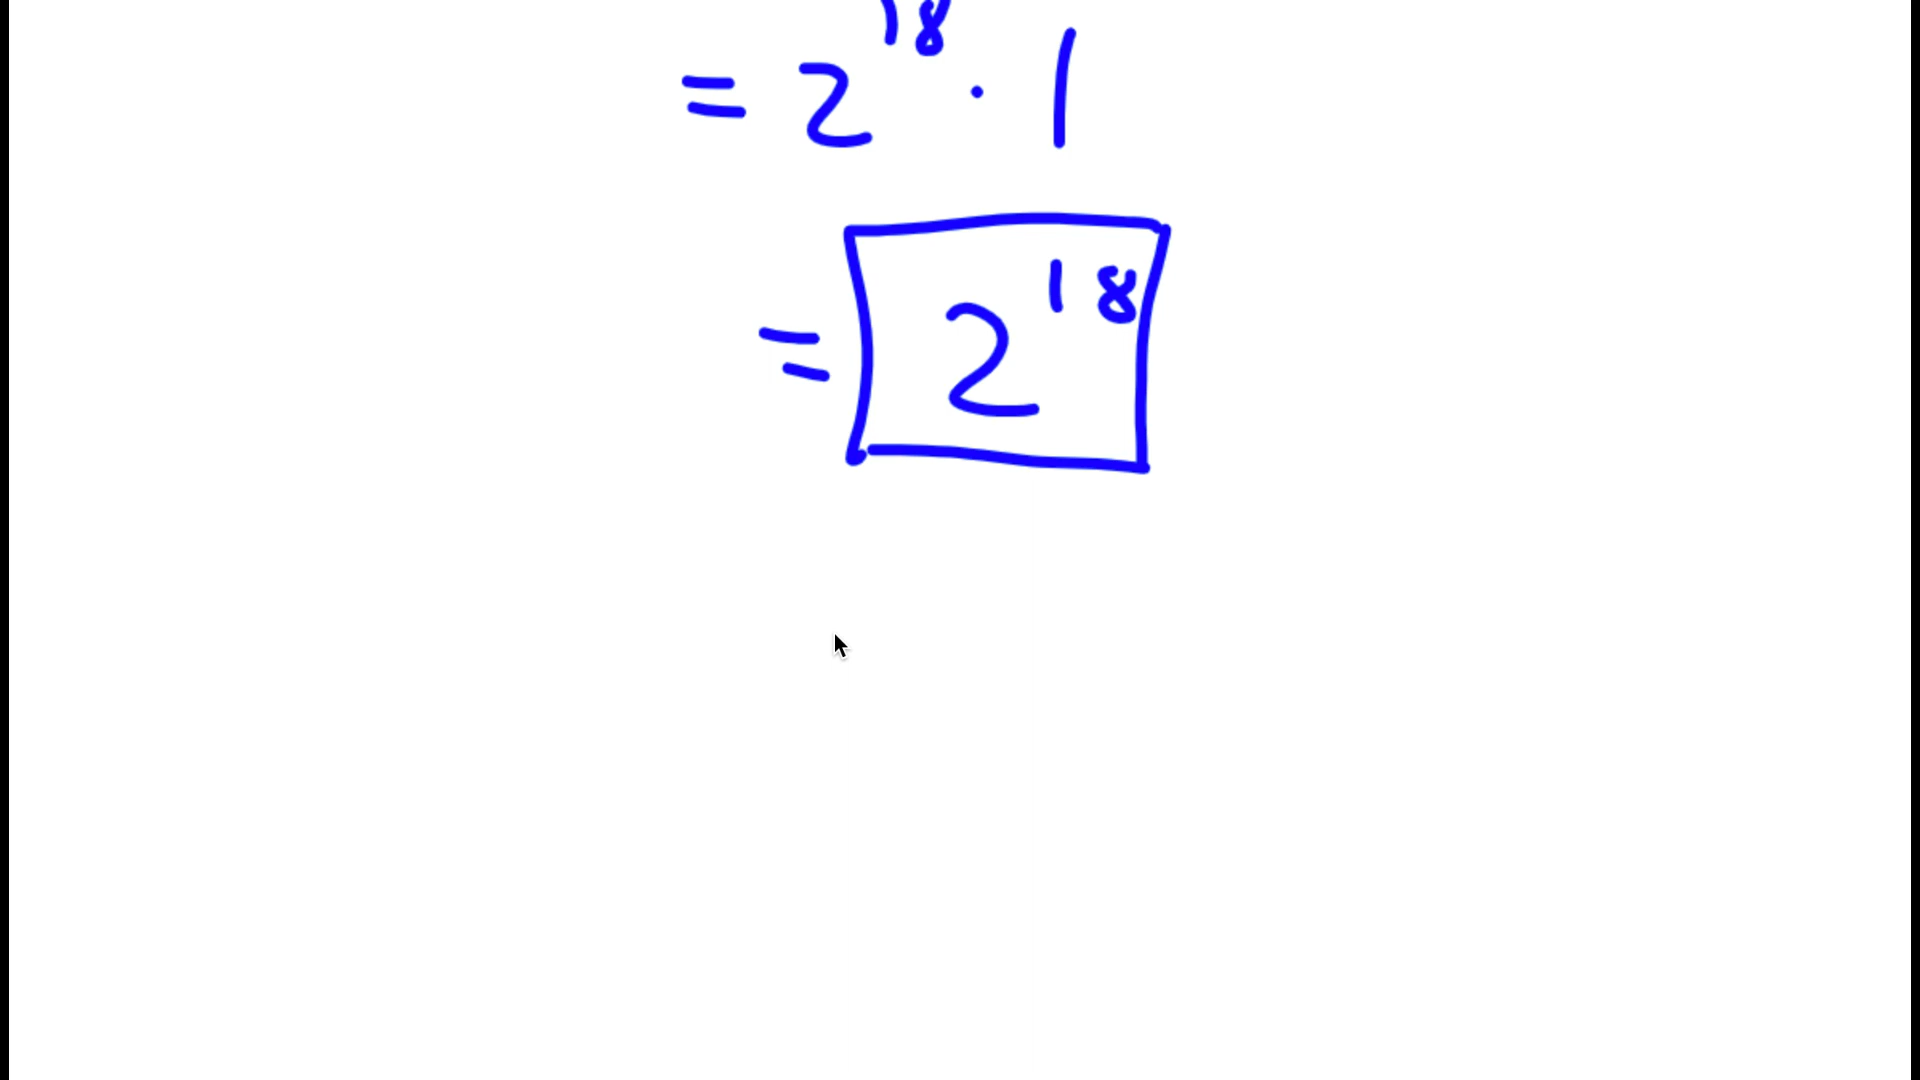 = 2^18 · 1
= 2^18